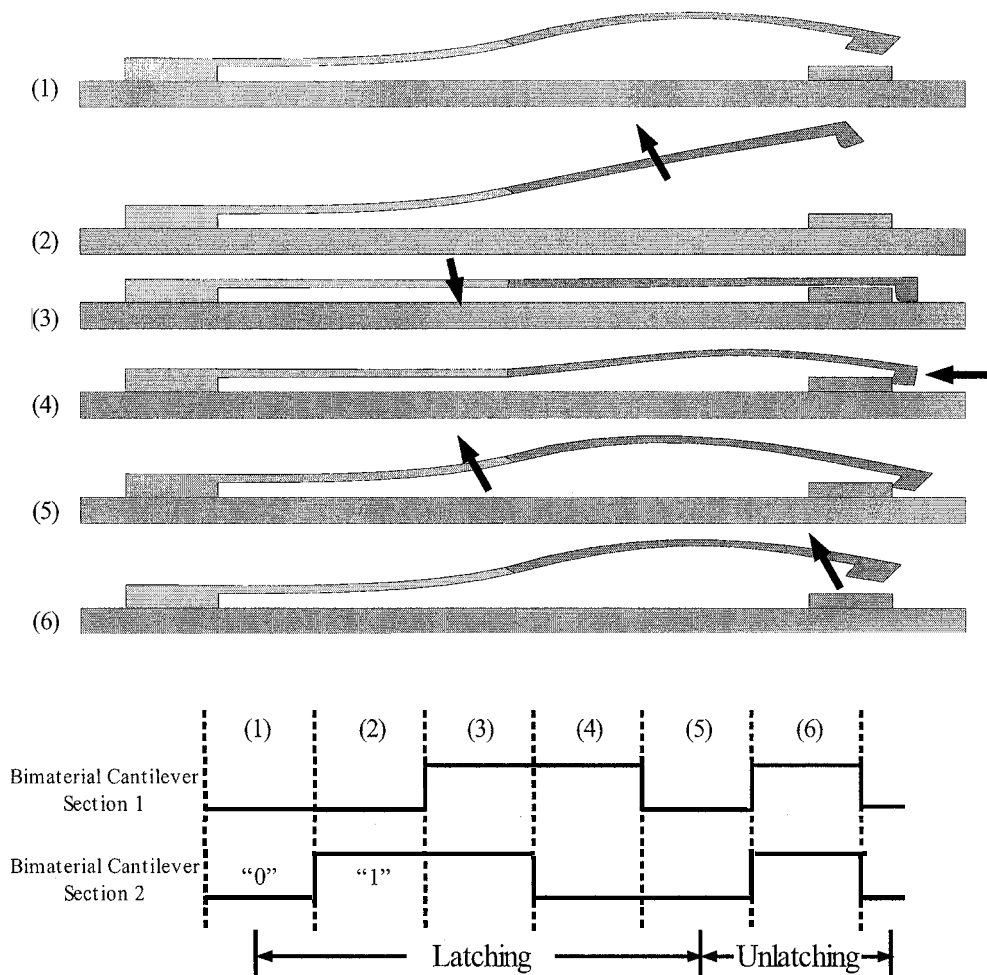 (1)
(2)
(3)
(4)
(5)
(6)
(1) (2) (3) (4) (5) (6)
Bimaterial Cantilever
Section 1
Bimaterial Cantilever
Section 2
“0” “1”
Latching Unlatching